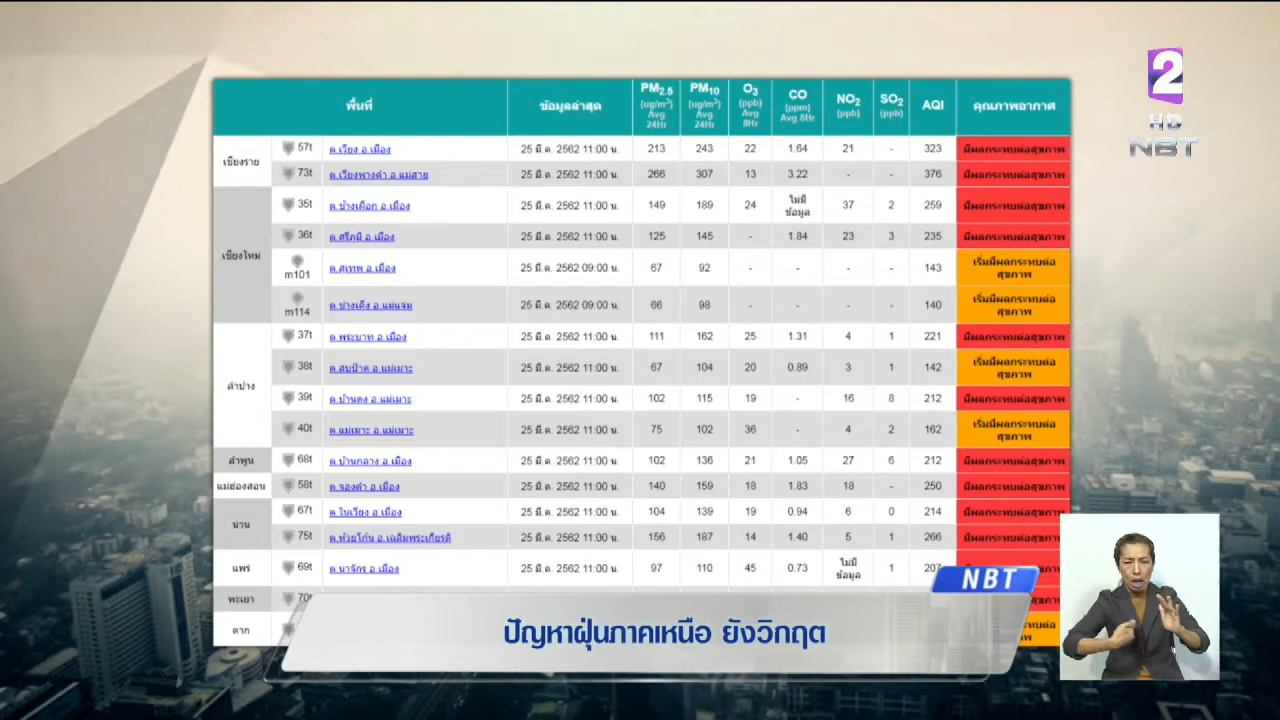 2
HD
NBT
พื้นที่ ข้อมูลล่าสุด PM2.5 (ug/m³) Avg 24Hr PM10 (ug/m³) Avg 24Hr O3 (ppb) Avg 8Hr CO (ppm) Avg 8Hr NO2 (ppb) SO2 (ppb) AQI คุณภาพอากาศ
เชียงราย 57t ต.เวียง อ.เมือง 25 มี.ค. 2562 11:00 น. 213 243 22 1.64 21 - 323 มีผลกระทบต่อสุขภาพ
73t ต.เวียงพางคำ อ.แม่สาย 25 มี.ค. 2562 11:00 น. 266 307 13 3.22 - - 376 มีผลกระทบต่อสุขภาพ
เชียงใหม่ 35t ต.ช้างเผือก อ.เมือง 25 มี.ค. 2562 11:00 น. 149 189 24 ไม่มีข้อมูล 37 2 259 มีผลกระทบต่อสุขภาพ
36t ต.ศรีภูมิ อ.เมือง 25 มี.ค. 2562 11:00 น. 125 145 - 1.84 23 3 235 มีผลกระทบต่อสุขภาพ
m101 ต.สุเทพ อ.เมือง 25 มี.ค. 2562 09:00 น. 67 92 - - - - 143 เริ่มมีผลกระทบต่อสุขภาพ
m114 ต.ช่างเคิ่ง อ.แม่แจ่ม 25 มี.ค. 2562 09:00 น. 66 98 - - - - 140 เริ่มมีผลกระทบต่อสุขภาพ
ลำปาง 37t ต.พระบาท อ.เมือง 25 มี.ค. 2562 11:00 น. 111 162 25 1.31 4 1 221 มีผลกระทบต่อสุขภาพ
38t ต.สบป้าด อ.แม่เมาะ 25 มี.ค. 2562 11:00 น. 67 104 20 0.89 3 1 142 เริ่มมีผลกระทบต่อสุขภาพ
39t ต.บ้านดง อ.แม่เมาะ 25 มี.ค. 2562 11:00 น. 102 115 19 - 16 8 212 มีผลกระทบต่อสุขภาพ
40t ต.แม่เมาะ อ.แม่เมาะ 25 มี.ค. 2562 11:00 น. 75 102 36 - 4 2 162 เริ่มมีผลกระทบต่อสุขภาพ
ลำพูน 68t ต.บ้านกลาง อ.เมือง 25 มี.ค. 2562 11:00 น. 102 136 21 1.05 27 6 212 มีผลกระทบต่อสุขภาพ
แม่ฮ่องสอน 58t ต.จองคำ อ.เมือง 25 มี.ค. 2562 11:00 น. 140 159 18 1.83 18 - 250 มีผลกระทบต่อสุขภาพ
น่าน 67t ต.ในเวียง อ.เมือง 25 มี.ค. 2562 11:00 น. 104 139 19 0.94 6 0 214 มีผลกระทบต่อสุขภาพ
75t ต.ห้วยโก๋น อ.เฉลิมพระเกียรติ 25 มี.ค. 2562 11:00 น. 156 187 14 1.40 5 1 266
แพร่ 69t ต.นาจักร อ.เมือง 25 มี.ค. 2562 11:00 น. 97 110 45 0.73 ไม่มีข้อมูล 1
พะเยา
ตาก
NBT
ปัญหาฝุ่นภาคเหนือ ยังวิกฤต